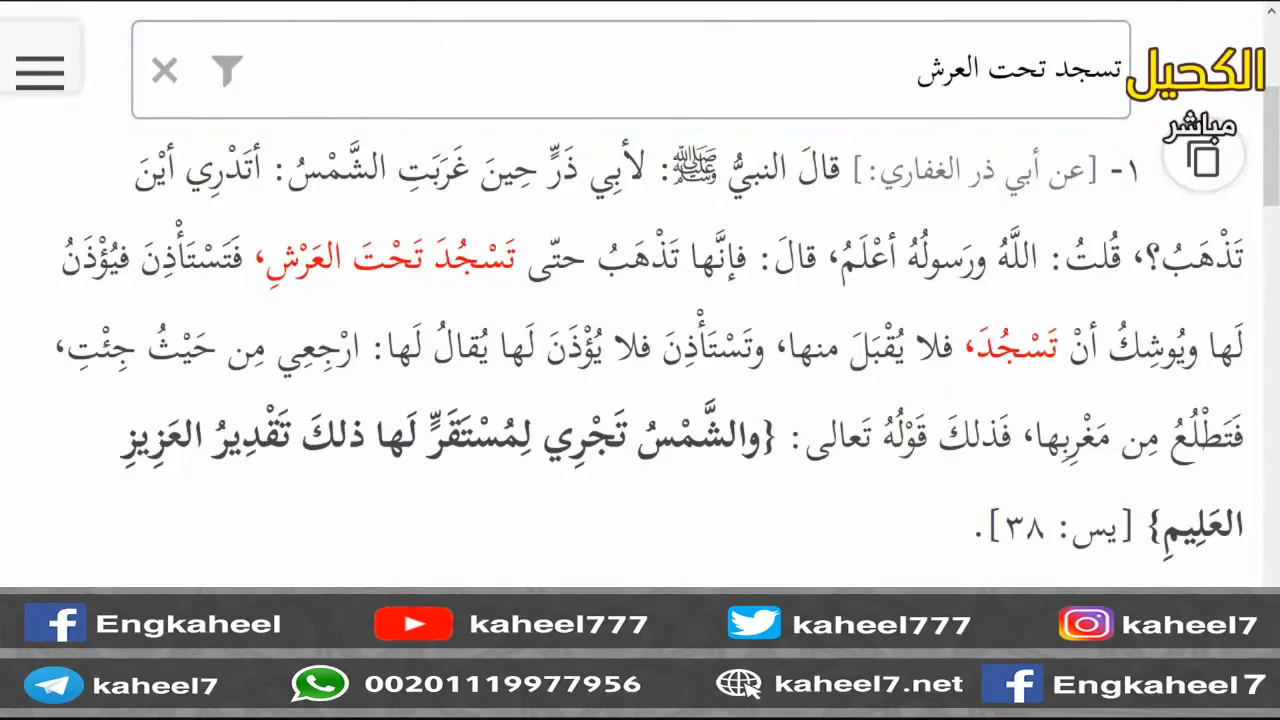 تسجد تحت العرش
الكحيل
مباشر
١- [عن أبي ذر الغفاري:] قالَ النبيُّ ﷺ: لأَبِي ذَرٍّ حِينَ غَرَبَتِ الشَّمْسُ: أتَدْرِي أيْنَ
تَذْهَبُ؟، قُلتُ: اللَّهُ ورَسولُهُ أعْلَمُ، قالَ: فإنَّها تَذْهَبُ حتّى تَسْجُدَ تَحْتَ العَرْشِ، فَتَسْتَأْذِنَ فيُؤْذَنُ
لَها ويُوشِكُ أنْ تَسْجُدَ، فلا يُقْبَلَ منها، وتَسْتَأْذِنَ فلا يُؤْذَنَ لَها يُقالُ لَها: ارْجِعِي مِن حَيْثُ جِئْتِ،
فَتَطْلُعُ مِن مَغْرِبِها، فَذلكَ قَوْلُهُ تَعالى: {والشَّمْسُ تَجْرِي لِمُسْتَقَرٍّ لَها ذلكَ تَقْدِيرُ العَزِيزِ
العَلِيمِ} [يس: ٣٨].
Engkaheel kaheel777 kaheel777 kaheel7
kaheel7 00201119977956 kaheel7.net Engkaheel7